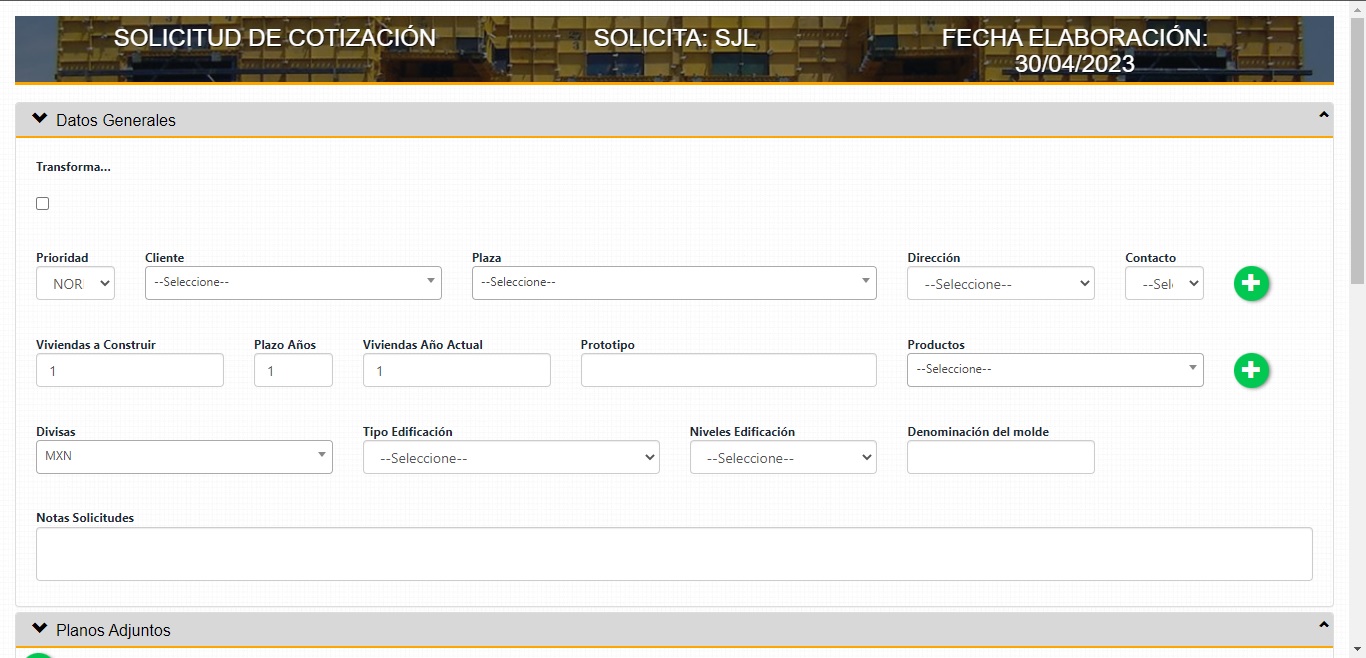 SOLICITUD DE COTIZACIÓN
SOLICITA: SJL
FECHA ELABORACIÓN:
30/04/2023
Datos Generales
Transforma...
Prioridad
Cliente
Plaza
Dirección
Contacto
NOR
--Seleccione--
--Seleccione--
--Seleccione--
--Sel
Viviendas a Construir
Plazo Años
Viviendas Año Actual
Prototipo
Productos
1
1
1
--Seleccione--
Divisas
Tipo Edificación
Niveles Edificación
Denominación del molde
MXN
--Seleccione--
--Seleccione--
Notas Solicitudes
Planos Adjuntos